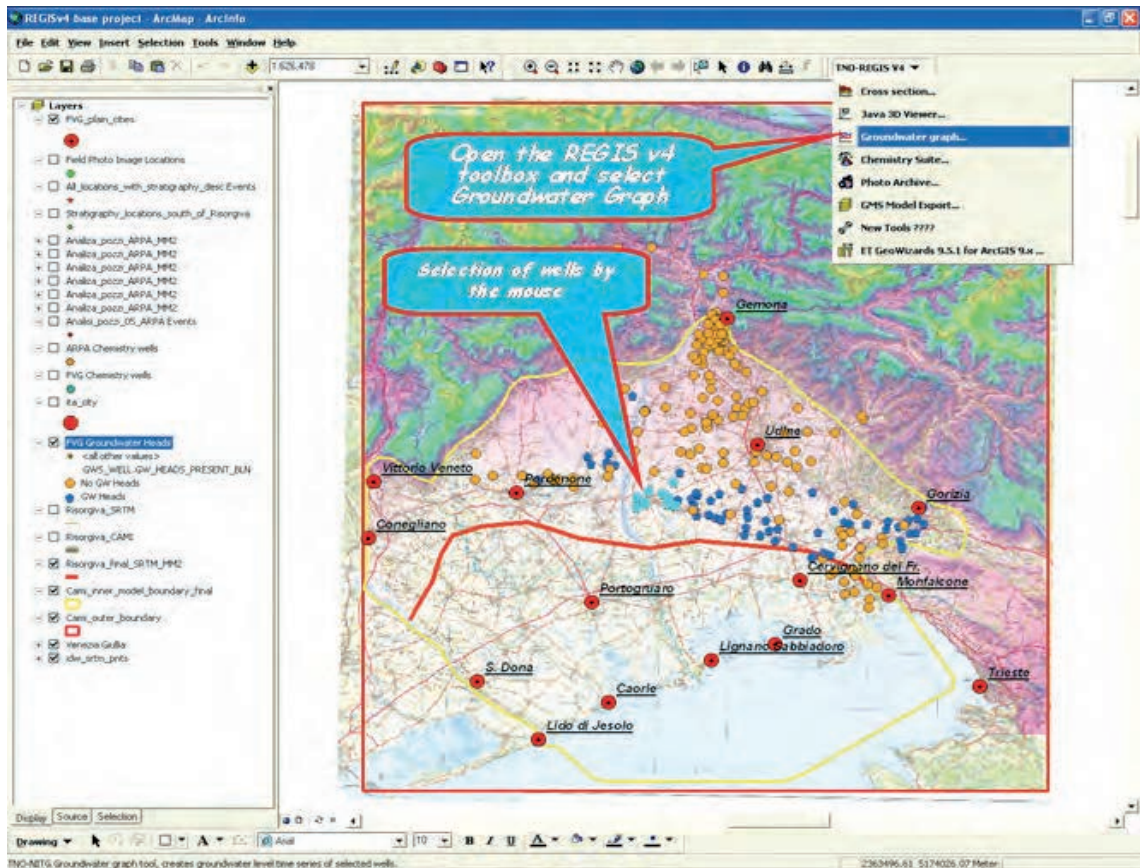 REGISv4 base project - ArcMap - ArcInfo
File Edit View Insert Selection Tools Window Help
1:626,478
TNO-REGIS V4
Cross section...
Java 3D Viewer...
Groundwater graph...
Chemistry Suite...
Photo Archive...
GMS Model Export...
New Tools ????
ET GeoWizards 9.5.1 for ArcGIS 9.x ...
Layers
FVG_plain_cities
Field Photo Image Locations
All_locations_with_stratigraphy_desc Events
Stratigraphy_locations_south_of_Risorgiva
Analiza_pozzi_ARPA_MM2
Analiza_pozzi_ARPA_MM2
Analiza_pozzi_ARPA_MM2
Analiza_pozzi_ARPA_MM2
Analiza_pozzi_ARPA_MM2
Analiza_pozzi_ARPA_MM2
Analisi_pozzi_05_ARPA Events
ARPA Chemistry wells
FVG Chemistry wells
ita_city
FVG Groundwater Heads
<all other values>
GWS_WELL.GW_HEADS_PRESENT_BLN
No GW Heads
GW Heads
Risorgiva_SRTM
Risorgiva_CAMI
Risorgiva_final_SRTM_MM2
Cami_inner_model_boundary_final
Cami_outer_boundary
Venezia Giulia
idw_srtm_pnts
Open the REGIS v4
toolbox and select
Groundwater Graph
Selection of wells by
the mouse
Gemona
Udine
Vittorio Veneto
Pordenone
Gorizia
Conegliano
Cervignano del Fr.
Monfalcone
Portogruaro
Grado
Lignano Sabbiadoro
S. Dona
Trieste
Caorle
Lido di Jesolo
Display Source Selection
Drawing Arial 10 B I U A
TNO-NITG Groundwater graph tool, creates groundwater level time series of selected wells.
2363496.61 5174026.07 Meter